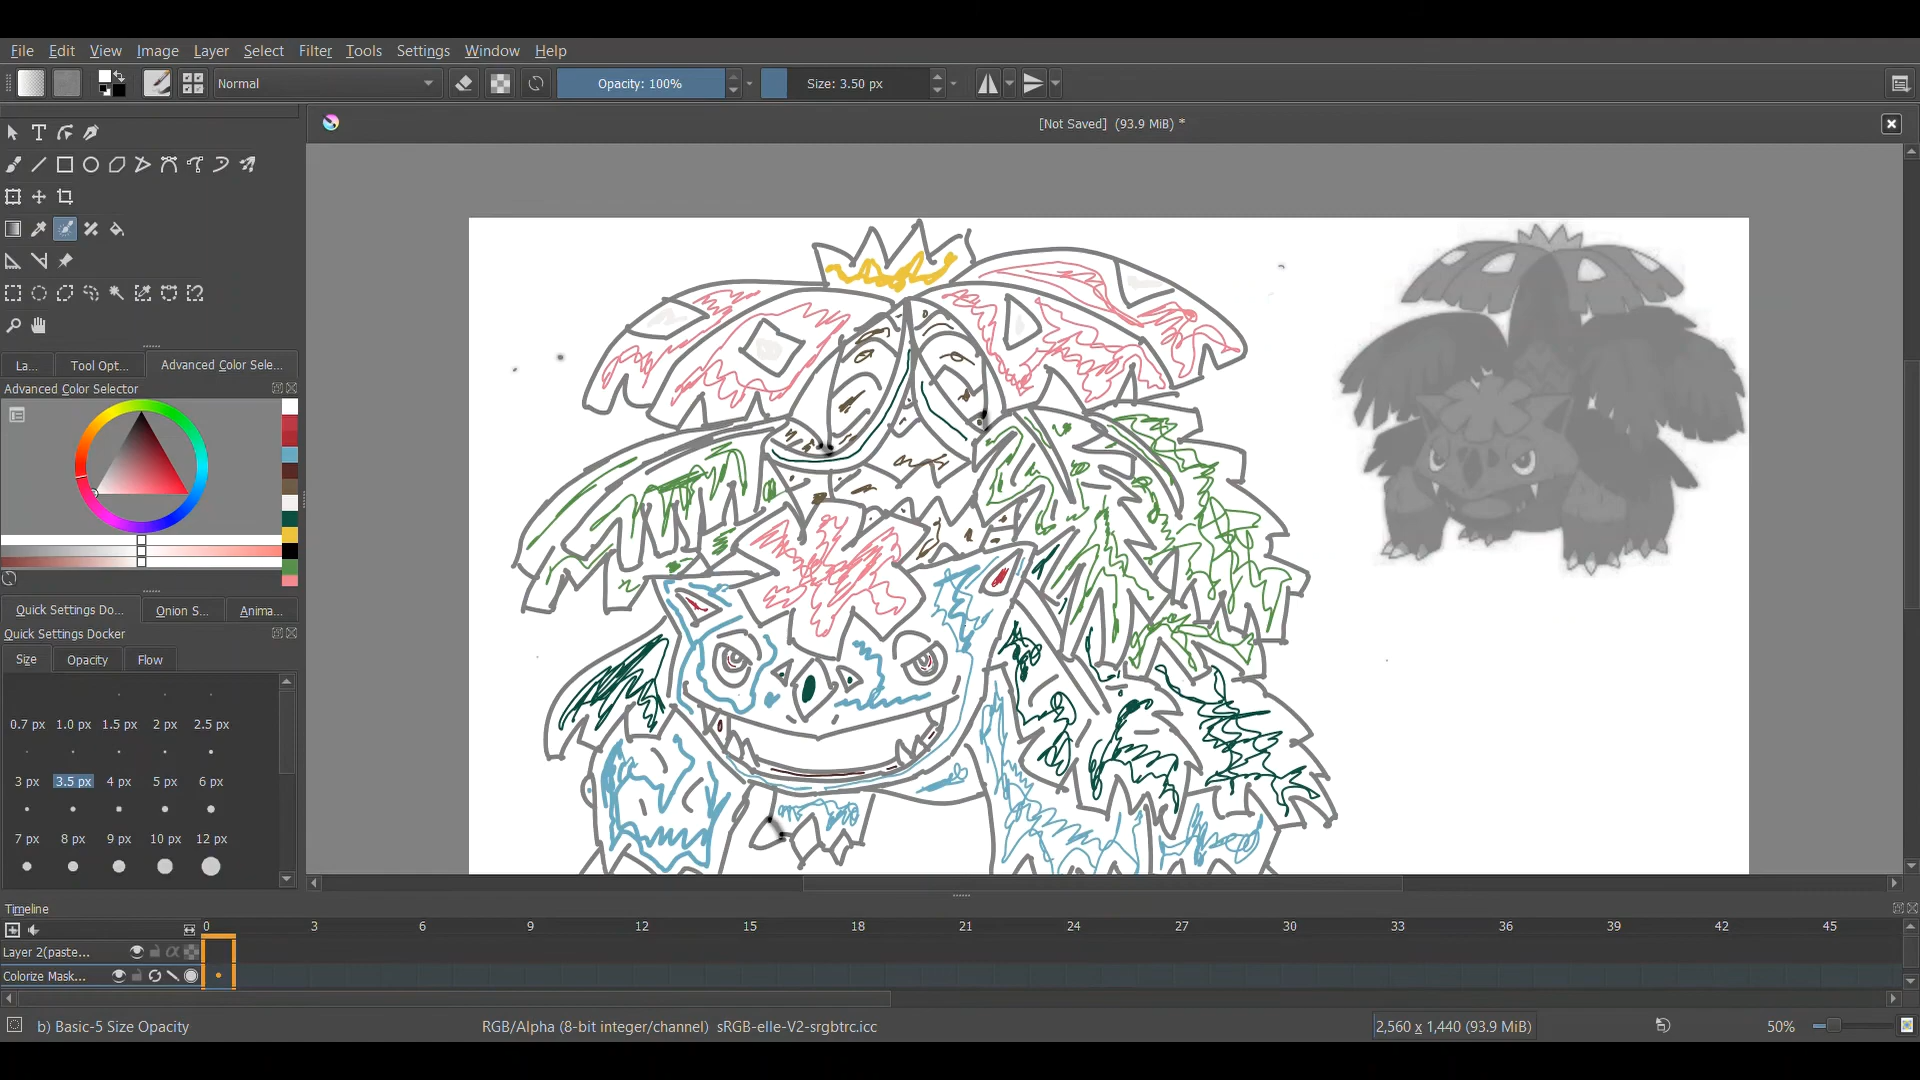 File Edit View Image Layer Select Filter Tools Settings Window Help
Normal
Opacity: 100%
Size: 3.50 px
[Not Saved] (93.9 MiB) *
La... Tool Opt... Advanced Color Sele...
Advanced Color Selector
Quick Settings Do... Onion S... Anima...
Quick Settings Docker
Size Opacity Flow
0.7 px 1.0 px 1.5 px 2 px 2.5 px
3 px 3.5 px 4 px 5 px 6 px
7 px 8 px 9 px 10 px 12 px
Timeline
0 3 6 9 12 15 18 21 24 27 30 33 36 39 42 45
Layer 2(paste...
Colorize Mask...
b) Basic-5 Size Opacity
RGB/Alpha (8-bit integer/channel) sRGB-elle-V2-srgbtrc.icc
2,560 x 1,440 (93.9 MiB)
50%